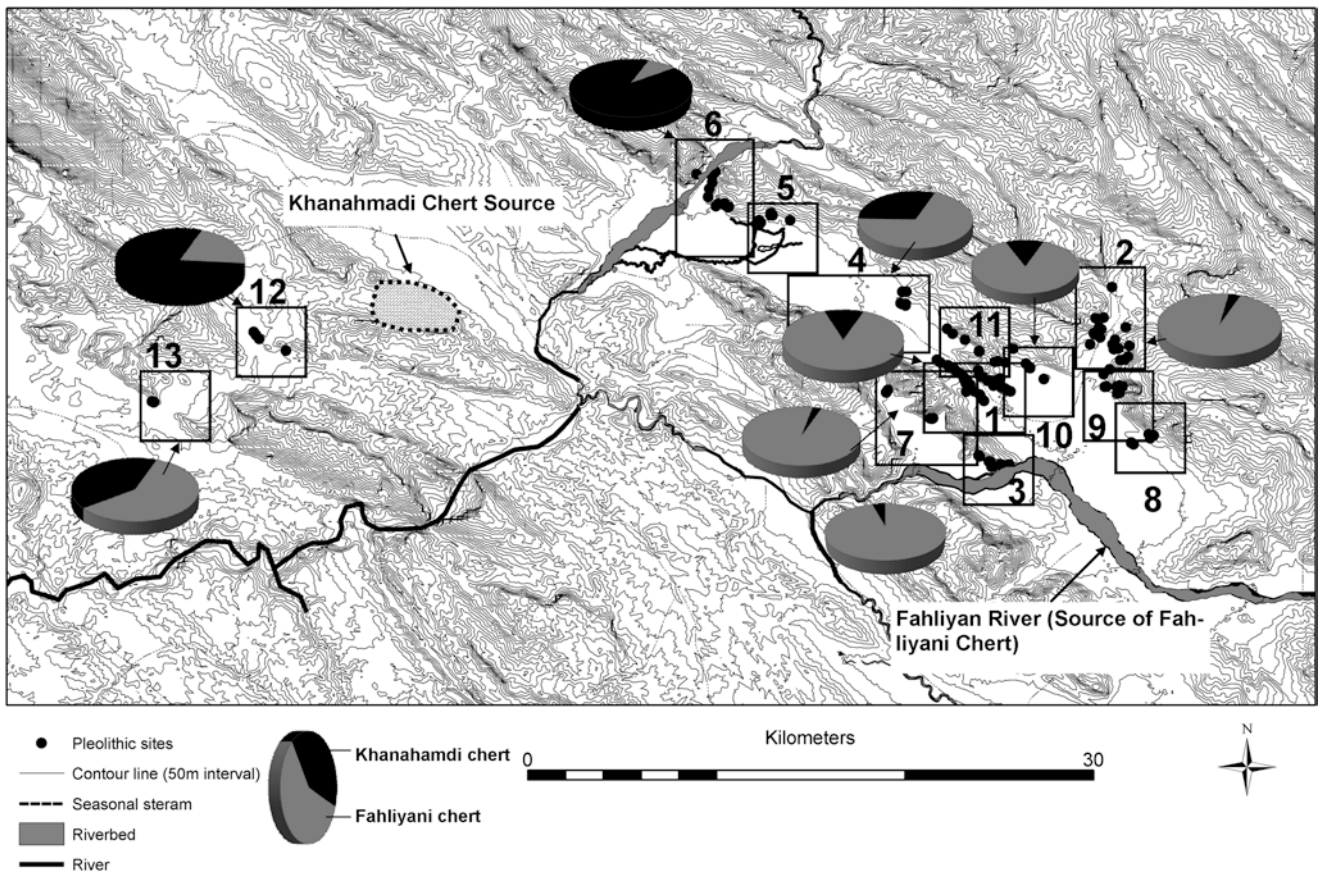 6
Khanahmadi Chert Source
5
4
2
12
11
13
1
10
9
7
3
8
Fahliyan River (Source of Fah-
liyani Chert)
Pleolithic sites
Contour line (50m interval)
Seasonal steram
Riverbed
River
Khanahamdi chert
Fahliyani chert
Kilometers
0
30
N